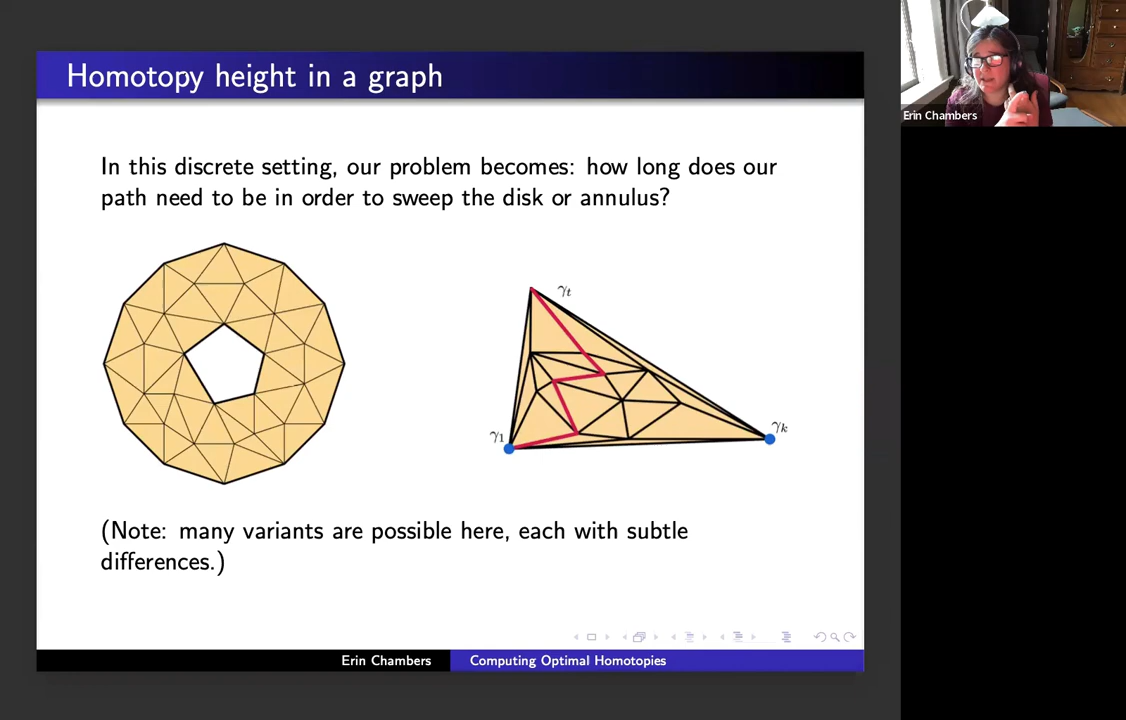 Homotopy height in a graph
In this discrete setting, our problem becomes: how long does our
path need to be in order to sweep the disk or annulus?
γt
γ1
γk
(Note: many variants are possible here, each with subtle
differences.)
Erin Chambers
Computing Optimal Homotopies
Erin Chambers